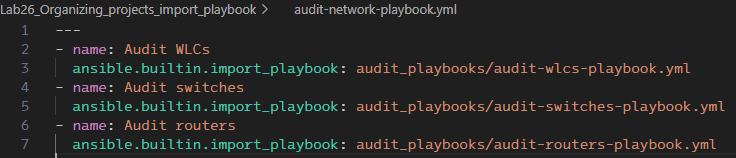 Lab26_Organizing_projects_import_playbook > audit-network-playbook.yml
1 ---
2 - name: Audit WLCs
3   ansible.builtin.import_playbook: audit_playbooks/audit-wlcs-playbook.yml
4 - name: Audit switches
5   ansible.builtin.import_playbook: audit_playbooks/audit-switches-playbook.yml
6 - name: Audit routers
7   ansible.builtin.import_playbook: audit_playbooks/audit-routers-playbook.yml